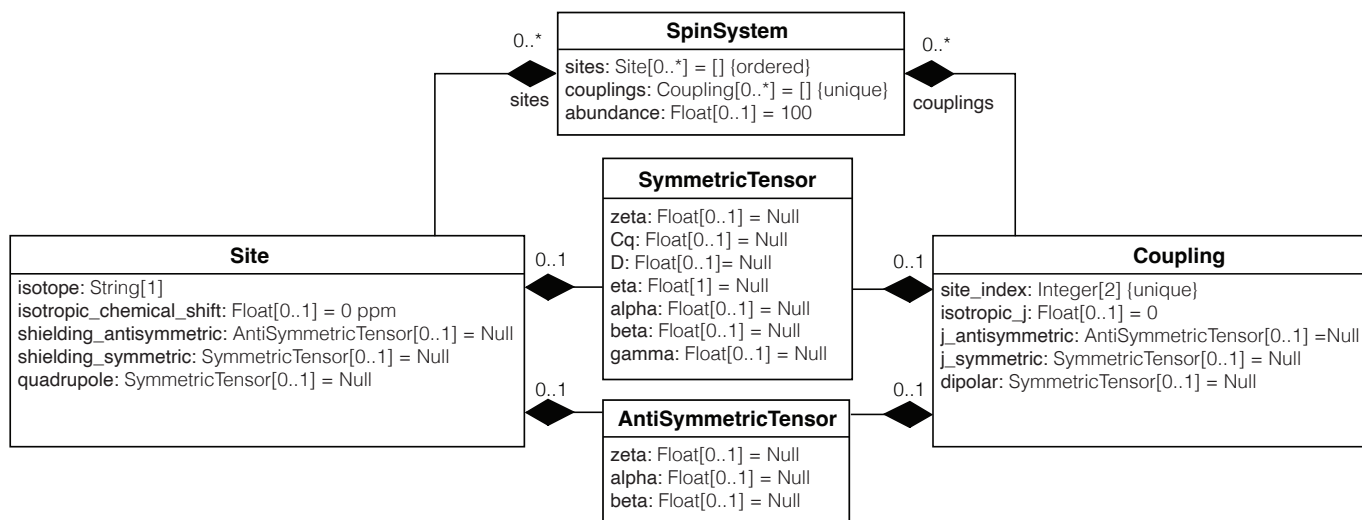 SpinSystem
sites: Site[0..*] = [] {ordered}
couplings: Coupling[0..*] = [] {unique}
abundance: Float[0..1] = 100
0..*
sites
0..*
couplings
SymmetricTensor
zeta: Float[0..1] = Null
Cq: Float[0..1] = Null
D: Float[0..1]= Null
eta: Float[1] = Null
alpha: Float[0..1] = Null
beta: Float[0..1] = Null
gamma: Float[0..1] = Null
Site
isotope: String[1]
isotropic_chemical_shift: Float[0..1] = 0 ppm
shielding_antisymmetric: AntiSymmetricTensor[0..1] = Null
shielding_symmetric: SymmetricTensor[0..1] = Null
quadrupole: SymmetricTensor[0..1] = Null
0..1
0..1
0..1
0..1
Coupling
site_index: Integer[2] {unique}
isotropic_j: Float[0..1] = 0
j_antisymmetric: AntiSymmetricTensor[0..1] =Null
j_symmetric: SymmetricTensor[0..1] = Null
dipolar: SymmetricTensor[0..1] = Null
AntiSymmetricTensor
zeta: Float[0..1] = Null
alpha: Float[0..1] = Null
beta: Float[0..1] = Null